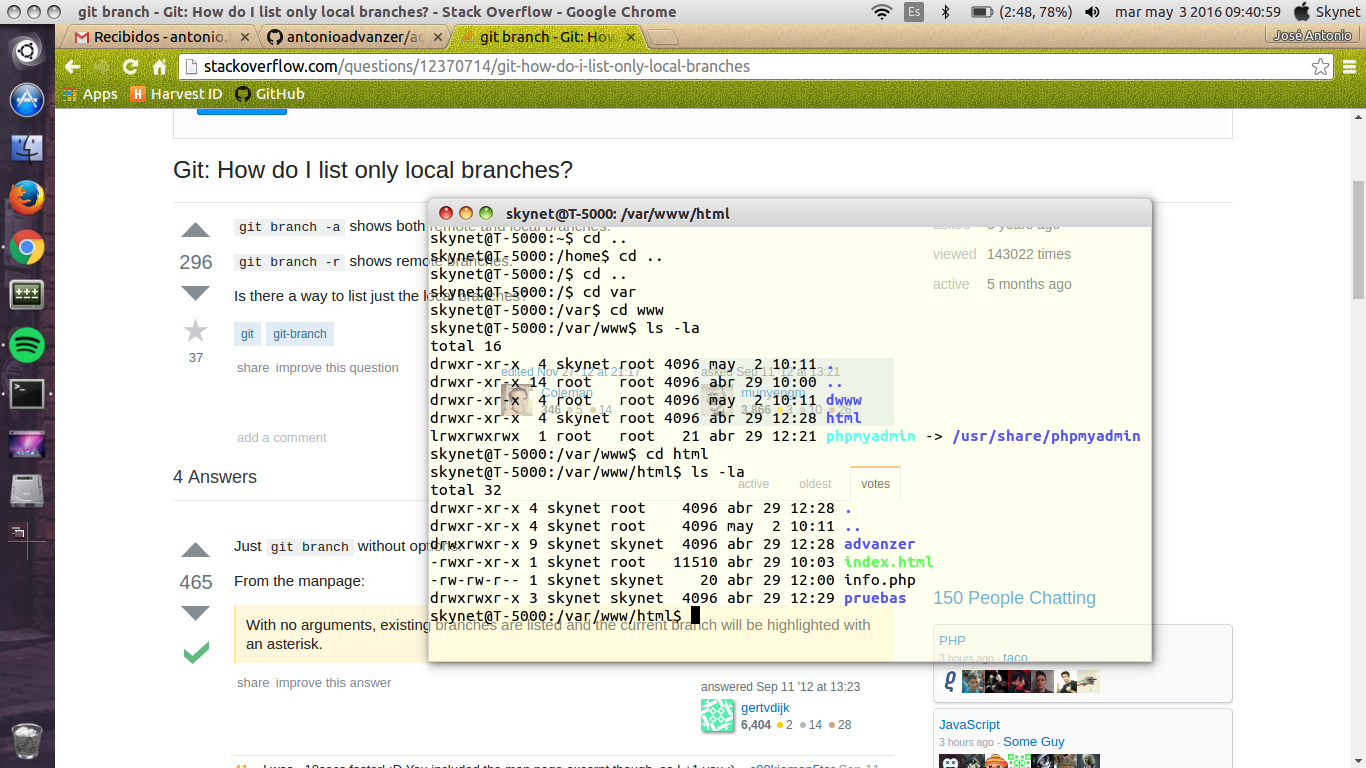 git branch - Git: How do I list only local branches? - Stack Overflow - Google Chrome
Es (2:48, 78%) mar may 3 2016 09:40:59 Skynet
Recibidos - antonio. antonioadvanzer/ad git branch - Git: How José Antonio
stackoverflow.com/questions/12370714/git-how-do-i-list-only-local-branches
Apps Harvest ID GitHub
Git: How do I list only local branches?
296
git branch -a shows both remote and local branches.
git branch -r shows remote branches.
Is there a way to list just the local branches?
git git-branch
37
share improve this question
edited Nov 27 '12 at 21:17
Coleman
346 5 14
asked Sep 11 '12 at 13:21
munyengm
3,866 3 10 26
add a comment
asked 3 years ago
viewed 143022 times
active 5 months ago
4 Answers
active oldest votes
465
Just git branch without options.
From the manpage:
With no arguments, existing branches are listed and the current branch will be highlighted with
an asterisk.
share improve this answer
answered Sep 11 '12 at 13:23
gertvdijk
6,404 2 14 28
150 People Chatting
PHP
3 hours ago - taco
JavaScript
3 hours ago - Some Guy
skynet@T-5000: /var/www/html
skynet@T-5000:~$ cd ..
skynet@T-5000:/home$ cd ..
skynet@T-5000:/$ cd ..
skynet@T-5000:/$ cd var
skynet@T-5000:/var$ cd www
skynet@T-5000:/var/www$ ls -la
total 16
drwxr-xr-x 4 skynet root 4096 may 2 10:11 .
drwxr-xr-x 14 root root 4096 abr 29 10:00 ..
drwxr-xr-x 4 root root 4096 may 2 10:11 dwww
drwxr-xr-x 4 skynet root 4096 abr 29 12:28 html
lrwxrwxrwx 1 root root 21 abr 29 12:21 phpmyadmin -> /usr/share/phpmyadmin
skynet@T-5000:/var/www$ cd html
skynet@T-5000:/var/www/html$ ls -la
total 32
drwxr-xr-x 4 skynet root 4096 abr 29 12:28 .
drwxr-xr-x 4 skynet root 4096 may 2 10:11 ..
drwxrwxr-x 9 skynet skynet 4096 abr 29 12:28 advanzer
-rwxr-xr-x 1 skynet root 11510 abr 29 10:03 index.html
-rw-rw-r-- 1 skynet skynet 20 abr 29 12:00 info.php
drwxrwxr-x 3 skynet skynet 4096 abr 29 12:29 pruebas
skynet@T-5000:/var/www/html$